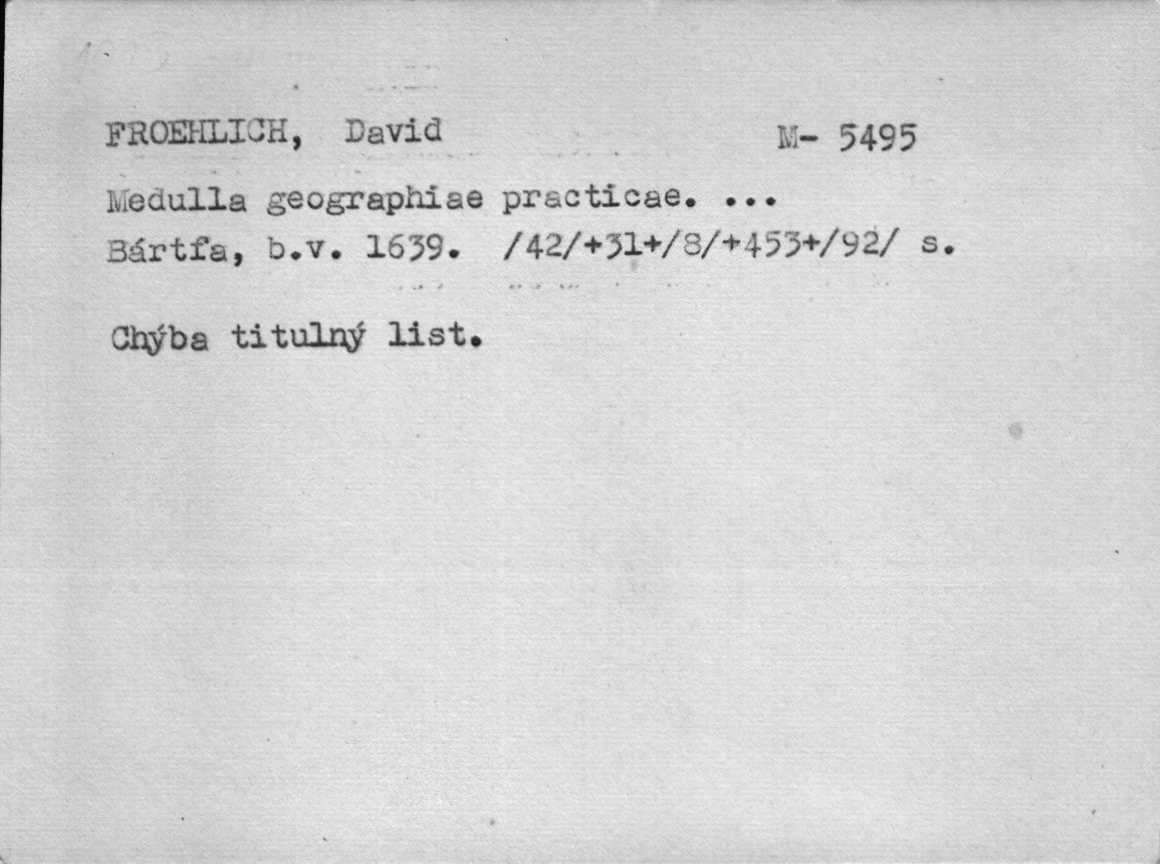 FROEHLICH, David M- 5495
Medulla geographiae practicae. ...
Bártfa, b.v. 1639. /42/+31+/8/+453+/92/ s.
Chýba titulný list.